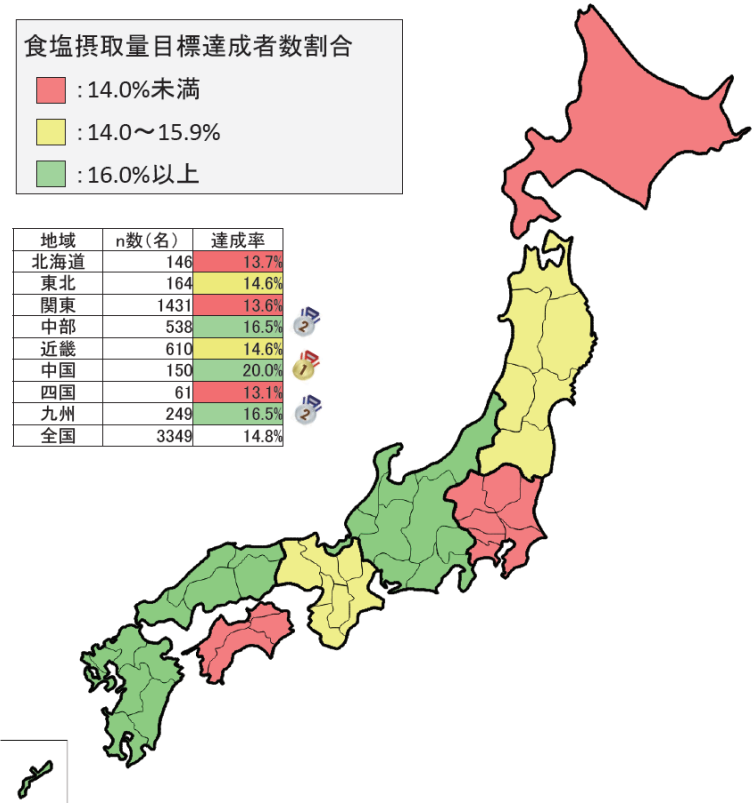 食塩摂取量目標達成者数割合
：14.0%未満
：14.0～15.9%
：16.0%以上
地域 n数（名） 達成率
北海道 146 13.7%
東北 164 14.6%
関東 1431 13.6%
中部 538 16.5%
2
近畿 610 14.6%
中国 150 20.0%
1
四国 61 13.1%
九州 249 16.5%
2
全国 3349 14.8%